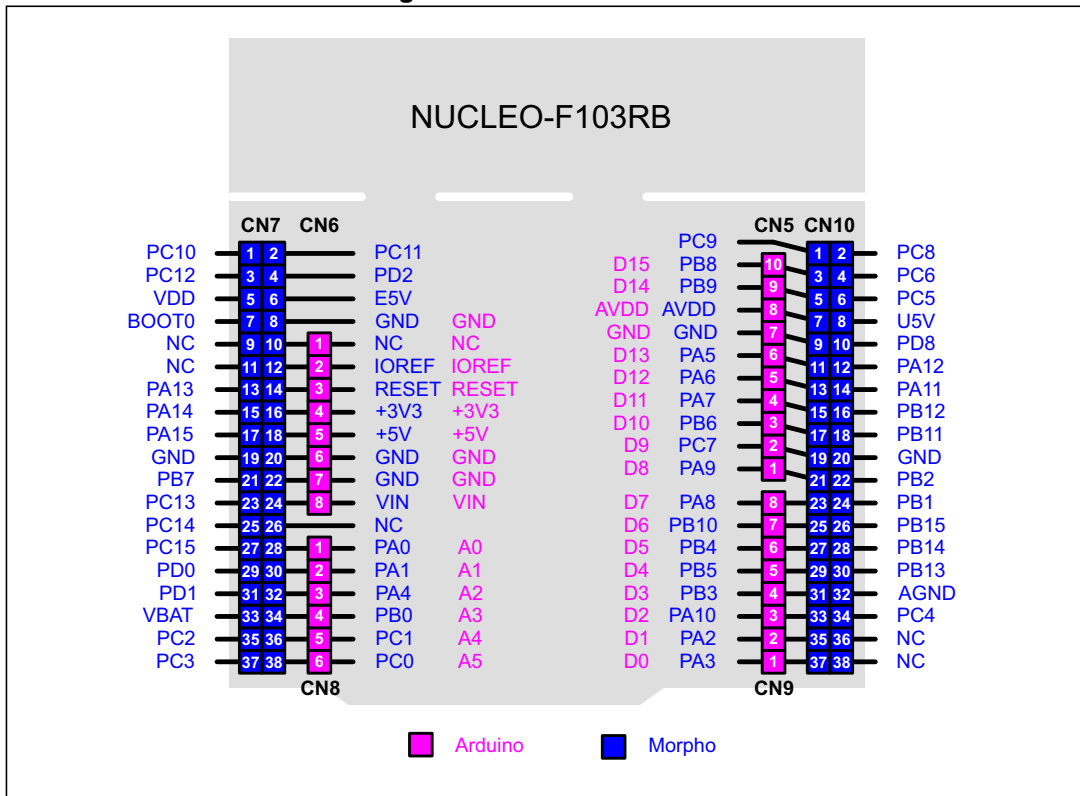 NUCLEO-F103RB
CN7 CN6 CN5 CN10
PC9
PC10 1 2 PC11 1 2 PC8
D15 PB8 10
PC12 3 4 PD2 3 4 PC6
D14 PB9 9
VDD 5 6 E5V 5 6 PC5
AVDD AVDD 8
BOOT0 7 8 GND GND 7 8 U5V
GND GND 7
NC 9 10 1 NC NC 9 10 PD8
D13 PA5 6
NC 11 12 2 IOREF IOREF 11 12 PA12
D12 PA6 5
PA13 13 14 3 RESET RESET 13 14 PA11
D11 PA7 4
PA14 15 16 4 +3V3 +3V3 15 16 PB12
D10 PB6 3
PA15 17 18 5 +5V +5V 17 18 PB11
D9 PC7 2
GND 19 20 6 GND GND 19 20 GND
D8 PA9 1
PB7 21 22 7 GND GND 21 22 PB2
PC13 23 24 8 VIN VIN D7 PA8 8 23 24 PB1
PC14 25 26 NC D6 PB10 7 25 26 PB15
PC15 27 28 1 PA0 A0 D5 PB4 6 27 28 PB14
PD0 29 30 2 PA1 A1 D4 PB5 5 29 30 PB13
PD1 31 32 3 PA4 A2 D3 PB3 4 31 32 AGND
VBAT 33 34 4 PB0 A3 D2 PA10 3 33 34 PC4
PC2 35 36 5 PC1 A4 D1 PA2 2 35 36 NC
PC3 37 38 6 PC0 A5 D0 PA3 1 37 38 NC
CN8 CN9
Arduino Morpho